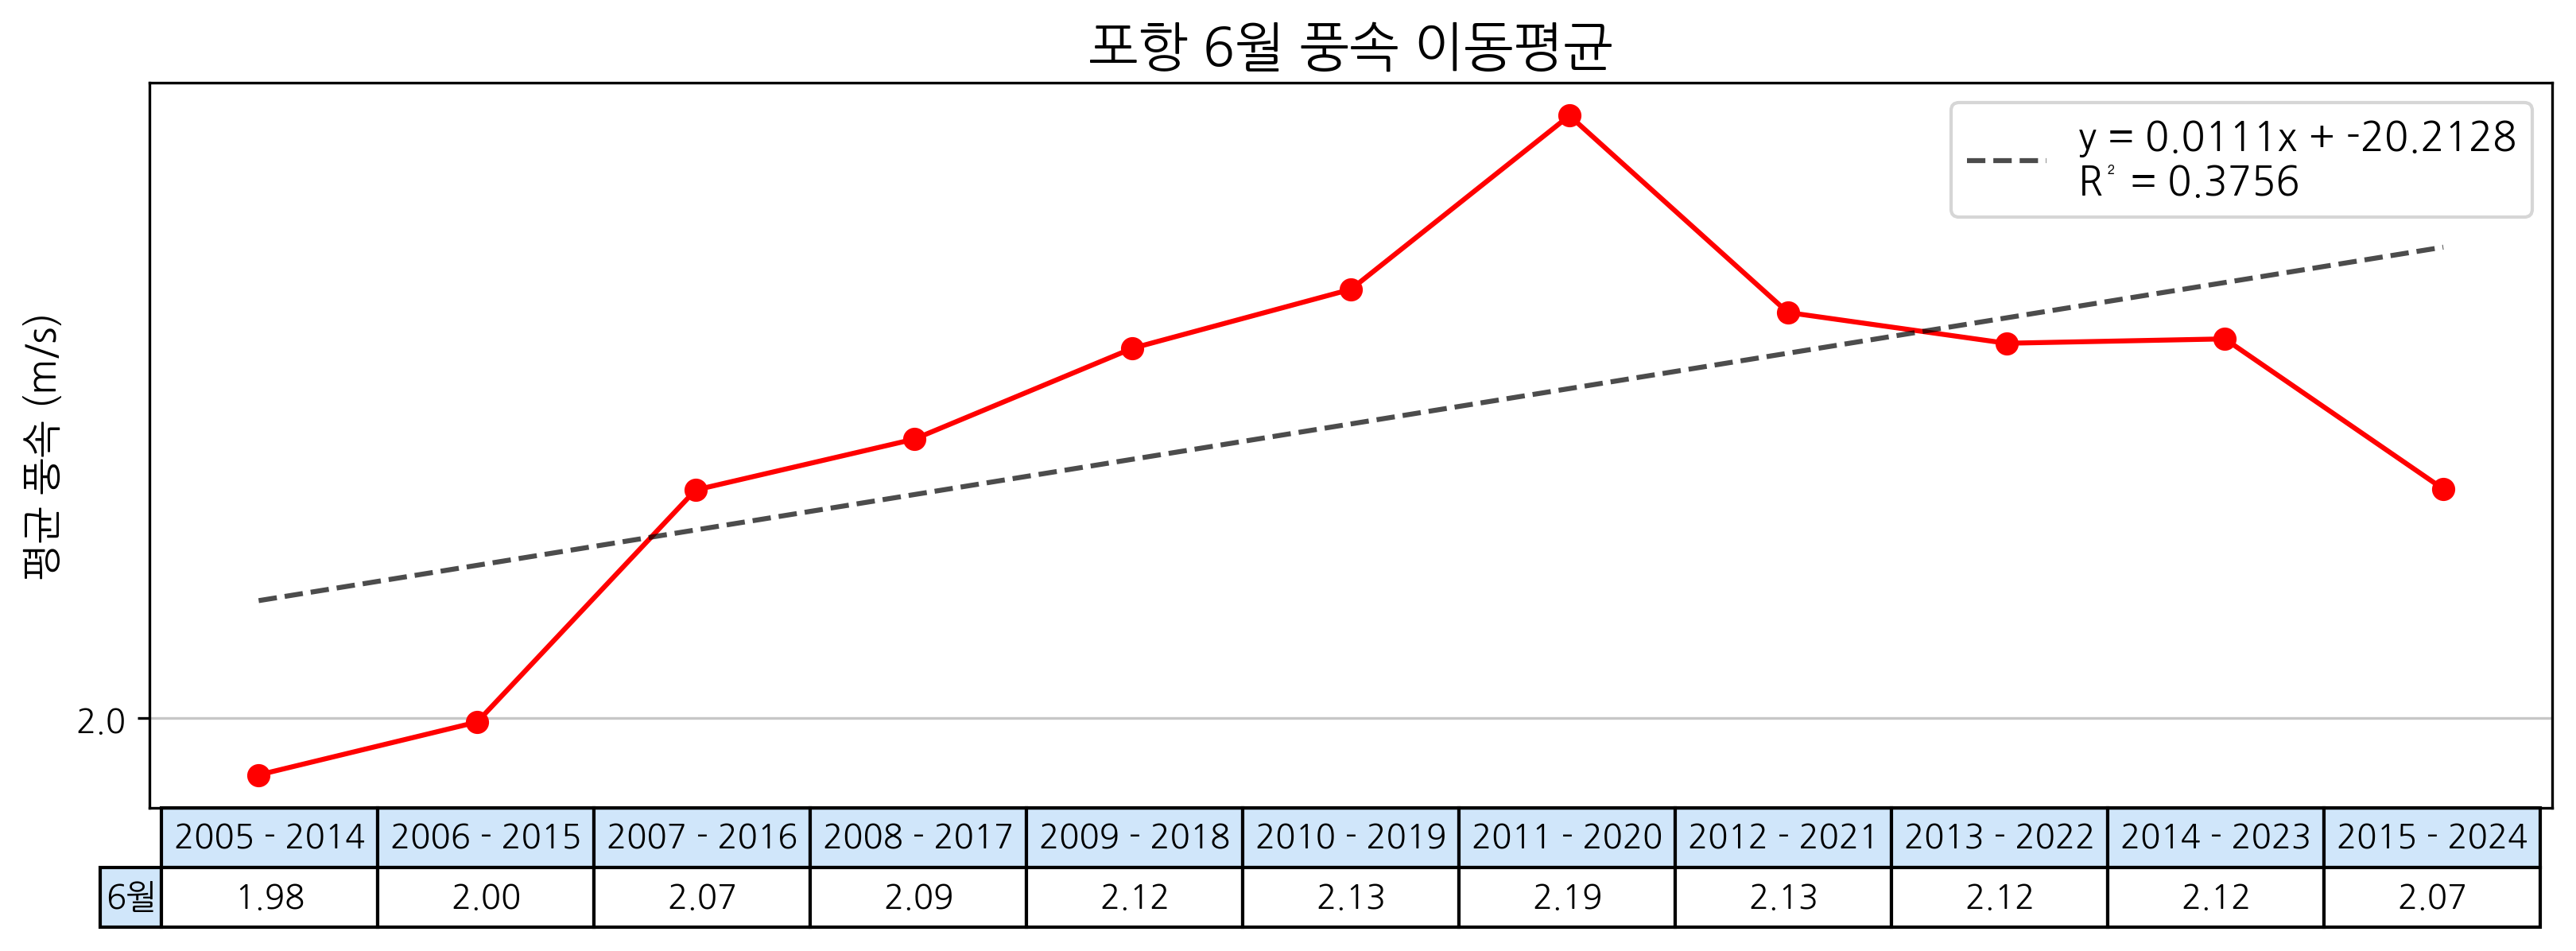 포항 6월 풍속 이동평균
y = 0.0111x + -20.2128
R² = 0.3756
평균 풍속 (m/s)
2.0
2005 - 2014 2006 - 2015 2007 - 2016 2008 - 2017 2009 - 2018 2010 - 2019 2011 - 2020 2012 - 2021 2013 - 2022 2014 - 2023 2015 - 2024
6월 1.98 2.00 2.07 2.09 2.12 2.13 2.19 2.13 2.12 2.12 2.07